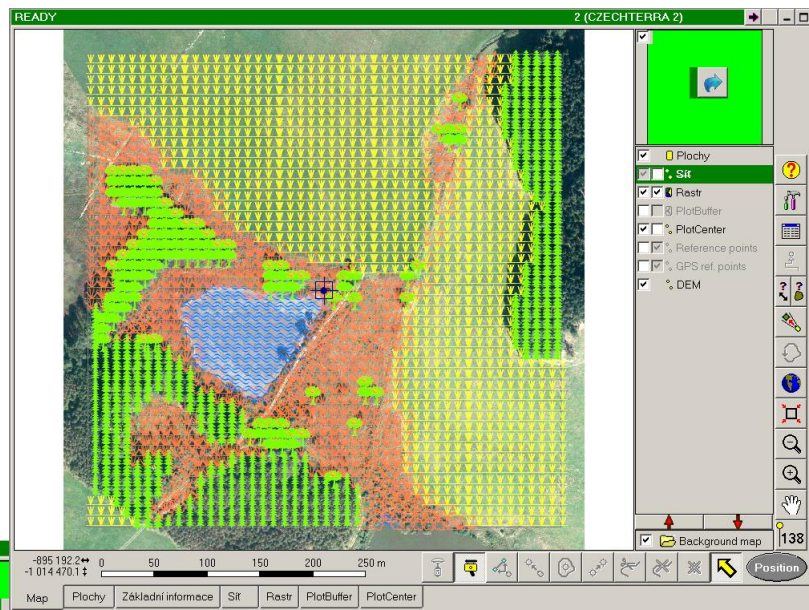 READY 2 (CZECHTERRA 2)
Plochy
Síť
Rastr
PlotBuffer
PlotCenter
Reference points
GPS ref. points
DEM
Background map
138
-895 192.2
-1 014 470.1
0 50 100 150 200 250 m
Position
Map Plochy Základní informace Síť Rastr PlotBuffer PlotCenter